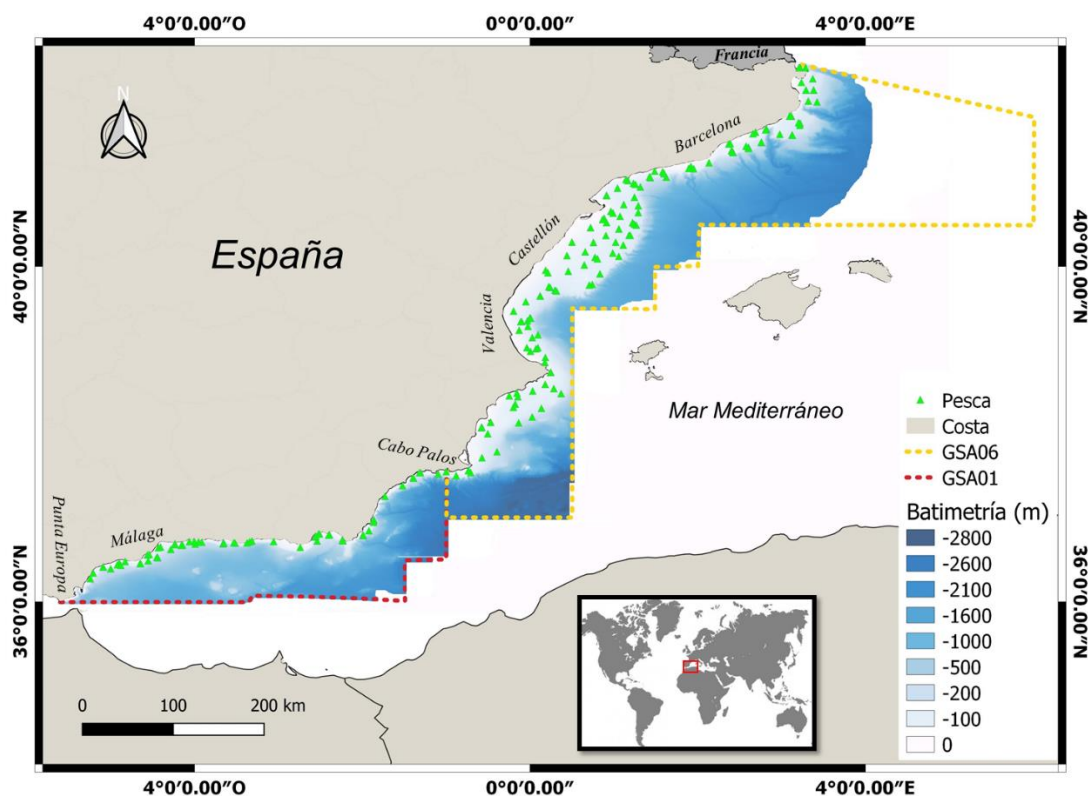 4°0′0.00″O
0°0′0.00″
4°0′0.00″E
N
Francia
Barcelona
40°0′0.00″N
España
Castellón
40°0′0.00″N
Valencia
Mar Mediterráneo
Cabo Palos
Punta Europa
Málaga
36°0′0.00″N
36°0′0.00″N
Pesca
Costa
GSA06
GSA01
Batimetría (m)
-2800
-2600
-2100
-1600
-1000
-500
-200
-100
0
0
100
200 km
4°0′0.00″O
0°0′0.00″
4°0′0.00″E